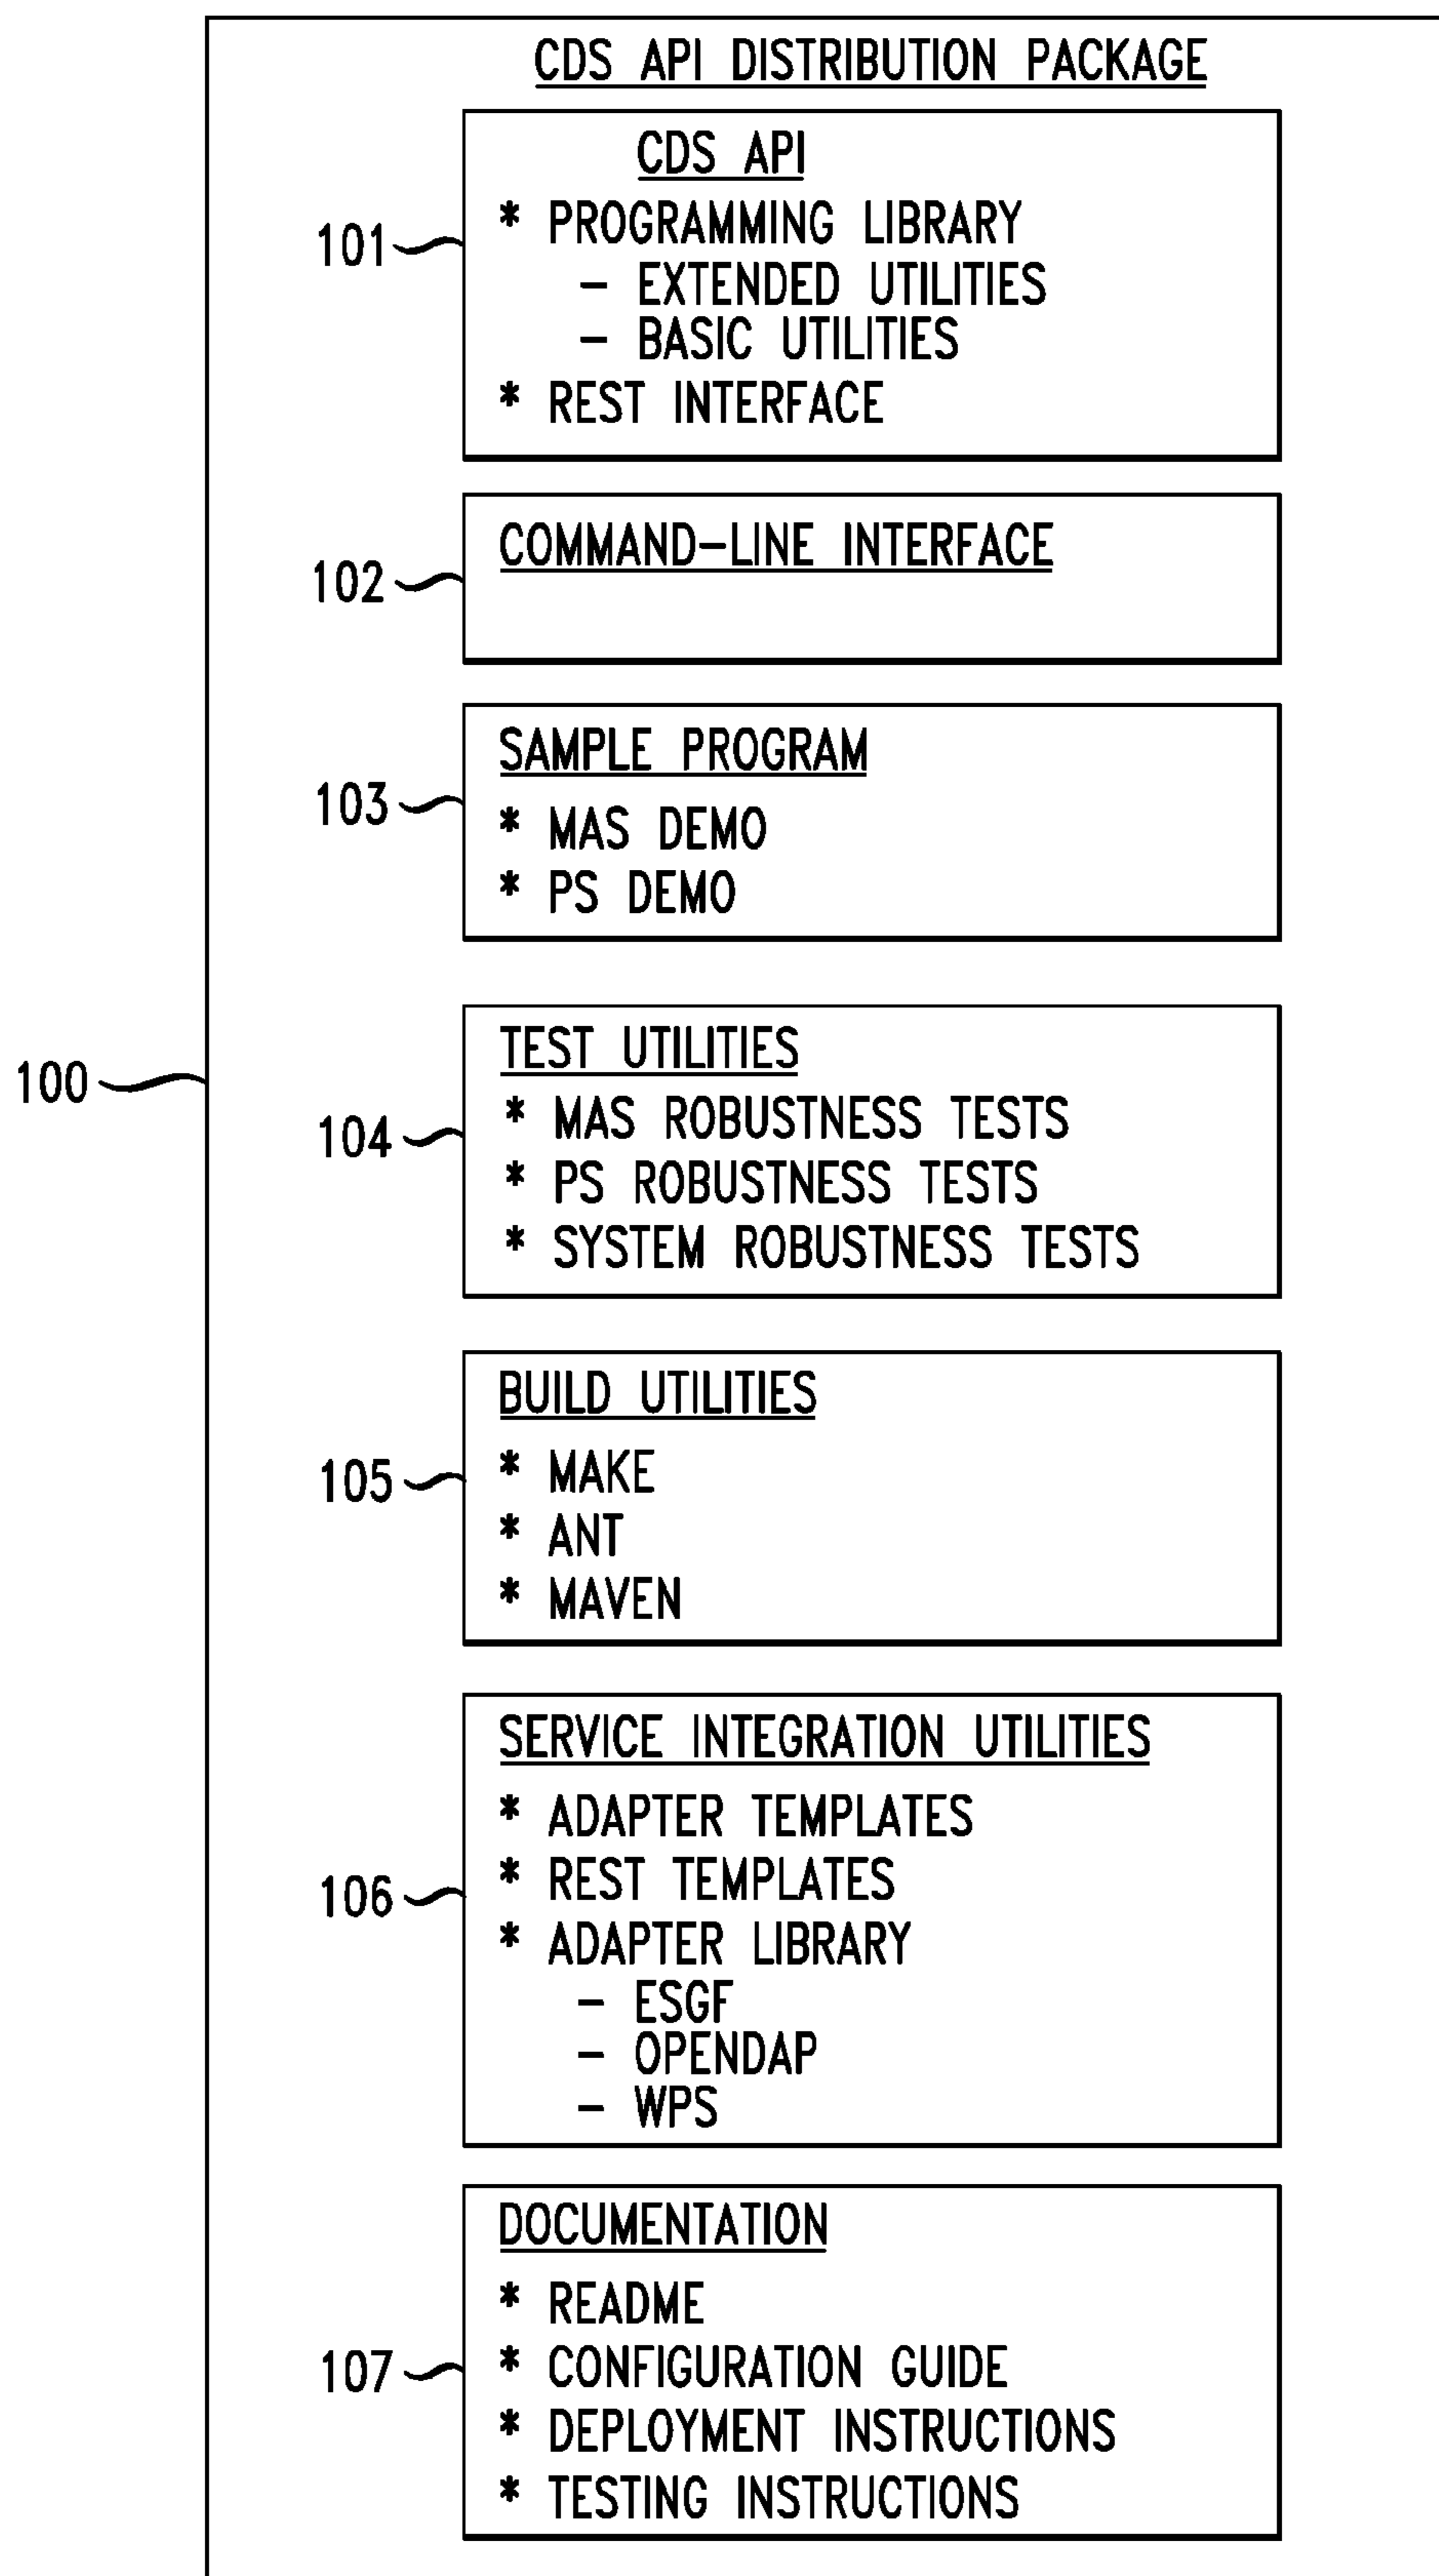 CDS API DISTRIBUTION PACKAGE
CDS API
101
* PROGRAMMING LIBRARY
- EXTENDED UTILITIES
- BASIC UTILITIES
* REST INTERFACE
102
COMMAND-LINE INTERFACE
103
SAMPLE PROGRAM
* MAS DEMO
* PS DEMO
100
104
TEST UTILITIES
* MAS ROBUSTNESS TESTS
* PS ROBUSTNESS TESTS
* SYSTEM ROBUSTNESS TESTS
105
BUILD UTILITIES
* MAKE
* ANT
* MAVEN
106
SERVICE INTEGRATION UTILITIES
* ADAPTER TEMPLATES
* REST TEMPLATES
* ADAPTER LIBRARY
- ESGF
- OPENDAP
- WPS
107
DOCUMENTATION
* README
* CONFIGURATION GUIDE
* DEPLOYMENT INSTRUCTIONS
* TESTING INSTRUCTIONS